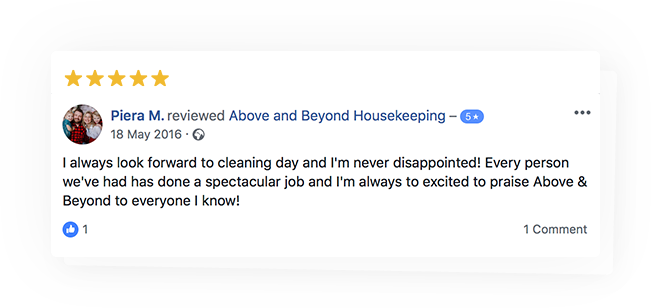 Piera M. reviewed Above and Beyond Housekeeping – 5★
18 May 2016 ·
I always look forward to cleaning day and I'm never disappointed! Every person
we've had has done a spectacular job and I'm always to excited to praise Above &
Beyond to everyone I know!
1 1 Comment